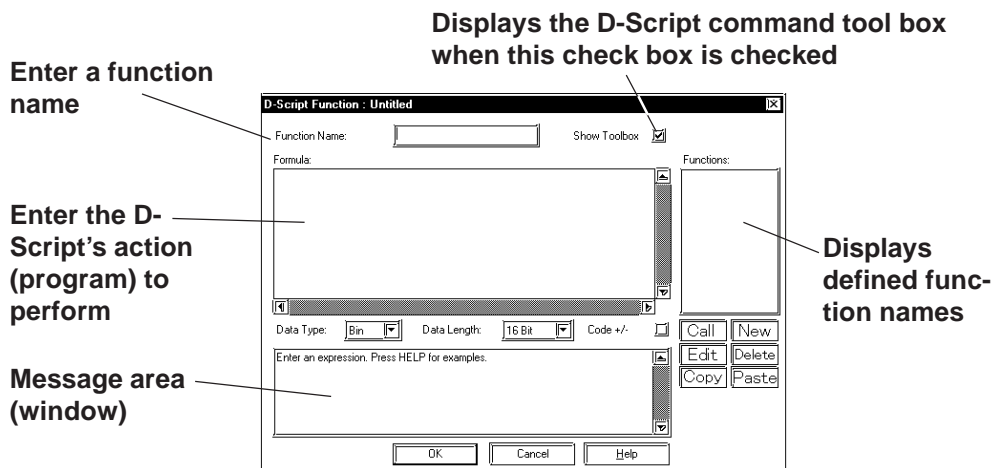 Displays the D-Script command tool box
when this check box is checked
Enter a function
name
D-Script Function : Untitled
Function Name:
Show Toolbox
Formula:
Functions:
Enter the D-
Script's action
(program) to
perform
Displays
defined func-
tion names
Data Type:
Bin
Data Length:
16 Bit
Code +/-
Call
New
Enter an expression. Press HELP for examples.
Edit
Delete
Copy
Paste
Message area
(window)
OK
Cancel
Help